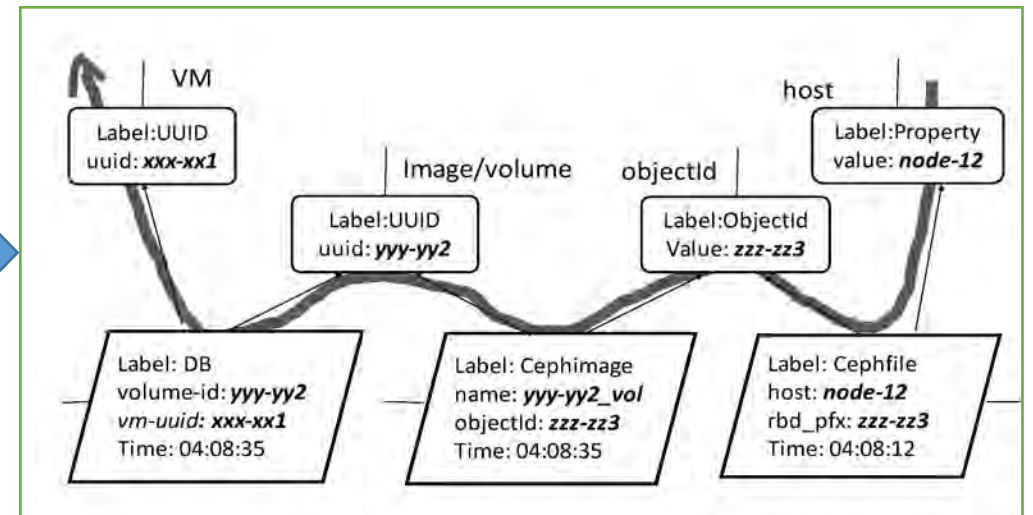 VM
Label:UUID
uuid: xxx-xx1
Image/volume
Label:UUID
uuid: yyy-yy2
objectId
Label:ObjectId
Value: zzz-zz3
host
Label:Property
value: node-12
Label: DB
volume-id: yyy-yy2
vm-uuid: xxx-xx1
Time: 04:08:35
Label: Cephimage
name: yyy-yy2_vol
objectId: zzz-zz3
Time: 04:08:35
Label: Cephfile
host: node-12
rbd_pfx: zzz-zz3
Time: 04:08:12